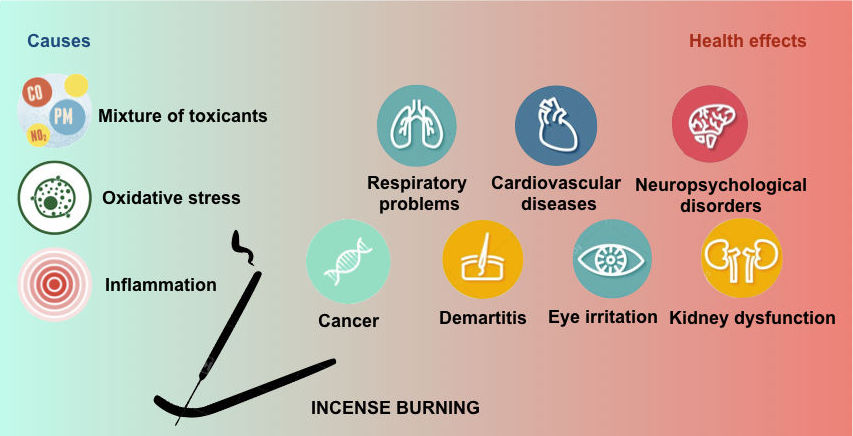 Causes
Health effects
CO
PM
NO₂
Mixture of toxicants
Oxidative stress
Inflammation
Respiratory
problems
Cardiovascular
diseases
Neuropsychological
disorders
Cancer
Demartitis
Eye irritation
Kidney dysfunction
INCENSE BURNING